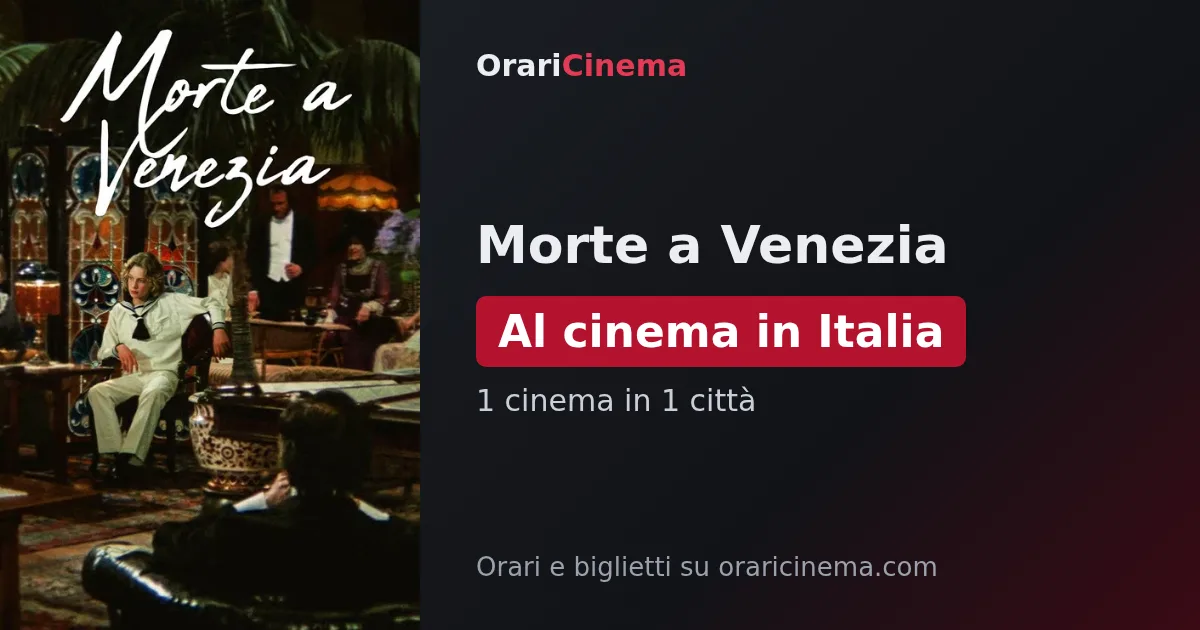 Morte a
Venezia
OrariCinema
Morte a Venezia
Al cinema in Italia
1 cinema in 1 città
Orari e biglietti su oraricinema.com